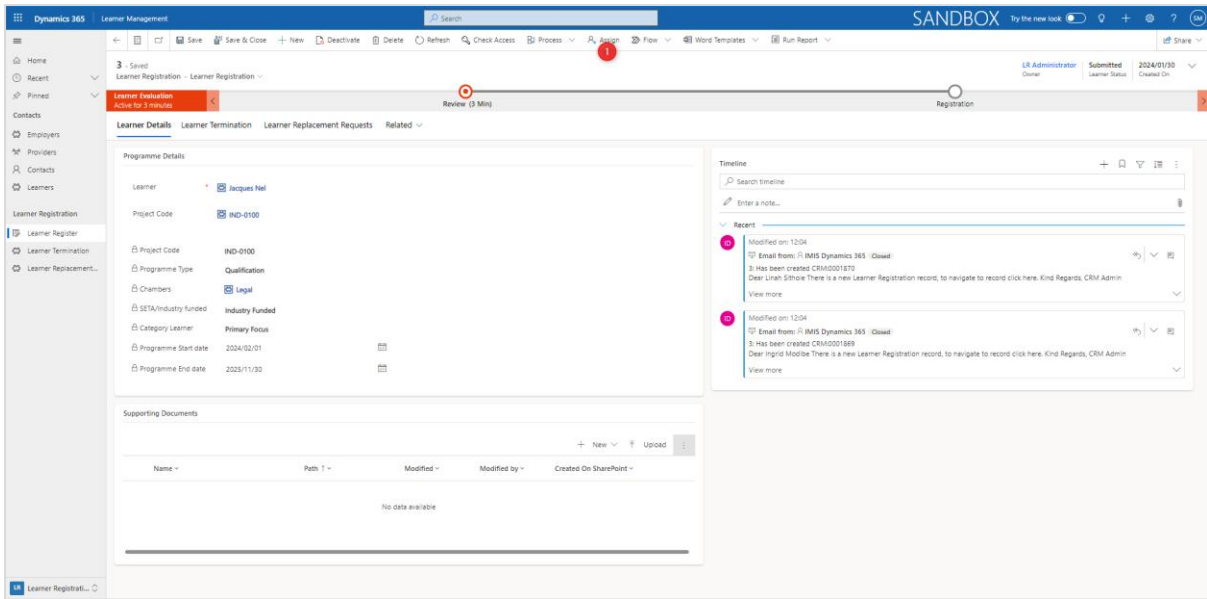 Dynamics 365 Learner Management Search SANDBOX Try the new look ? SM
Save Save & Close New Deactivate Delete Refresh Check Access Process Assign Flow Word Templates Run Report Share
1
Home
Recent
Pinned
Contacts
Employers
Providers
Contacts
Learners
Learner Registration
Learner Register
Learner Termination
Learner Replacement...
LR Learner Registrati...
3 - Saved
Learner Registration - Learner Registration
LR Administrator
Owner
Submitted
Learner Status
2024/01/30
Created On
Learner Evaluation
Active for 3 minutes
Review (3 Min)
Registration
Learner Details Learner Termination Learner Replacement Requests Related
Programme Details
Learner * Jacques Nel
Project Code IND-0100
Project Code IND-0100
Programme Type Qualification
Chambers Legal
SETA/Industry funded Industry Funded
Category Learner Primary Focus
Programme Start date 2024/02/01
Programme End date 2025/11/30
Supporting Documents
New Upload
Name Path Modified Modified by Created On SharePoint
No data available
Timeline
Search timeline
Enter a note...
Recent
ID
Modified on: 12:04
Email from: IMIS Dynamics 365 Closed
3: Has been created CRM:0001870
Dear Linah Sithole There is a new Learner Registration record, to navigate to record click here. Kind Regards, CRM Admin
View more
ID
Modified on: 12:04
Email from: IMIS Dynamics 365 Closed
3: Has been created CRM:0001869
Dear Ingrid Modibe There is a new Learner Registration record, to navigate to record click here. Kind Regards, CRM Admin
View more